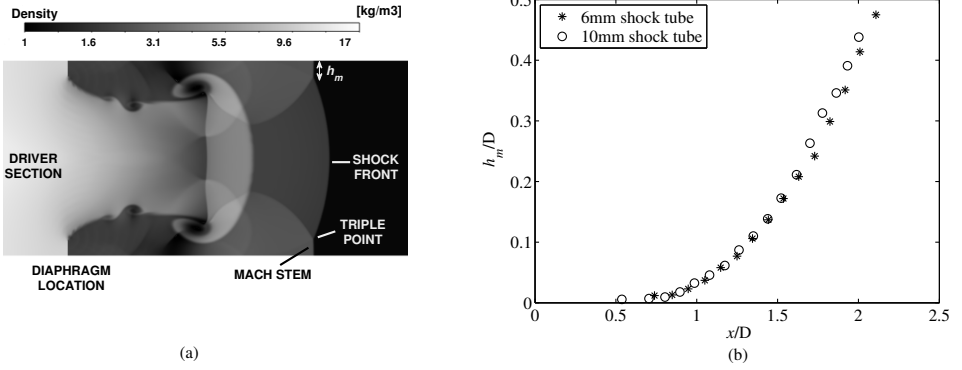 Density
[kg/m3]
1 1.6 3.1 5.5 9.6 17
h_m
DRIVER
SECTION
SHOCK
FRONT
TRIPLE
POINT
MACH STEM
DIAPHRAGM
LOCATION
(a)
6mm shock tube
10mm shock tube
0.5
0.4
0.3
0.2
0.1
0
h_m/D
0 0.5 1 1.5 2 2.5
x/D
(b)